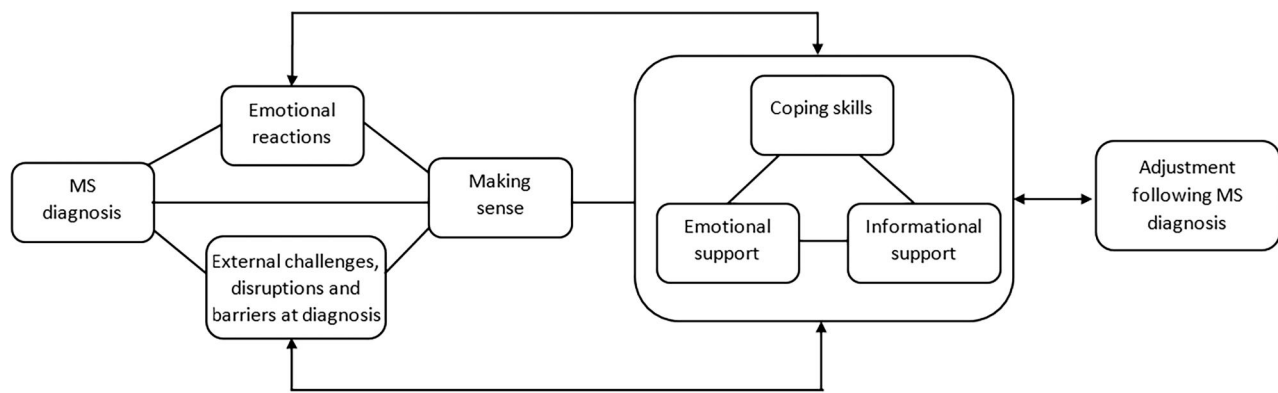 MS
diagnosis
Emotional
reactions
External challenges,
disruptions and
barriers at diagnosis
Making
sense
Coping skills
Emotional
support
Informational
support
Adjustment
following MS
diagnosis